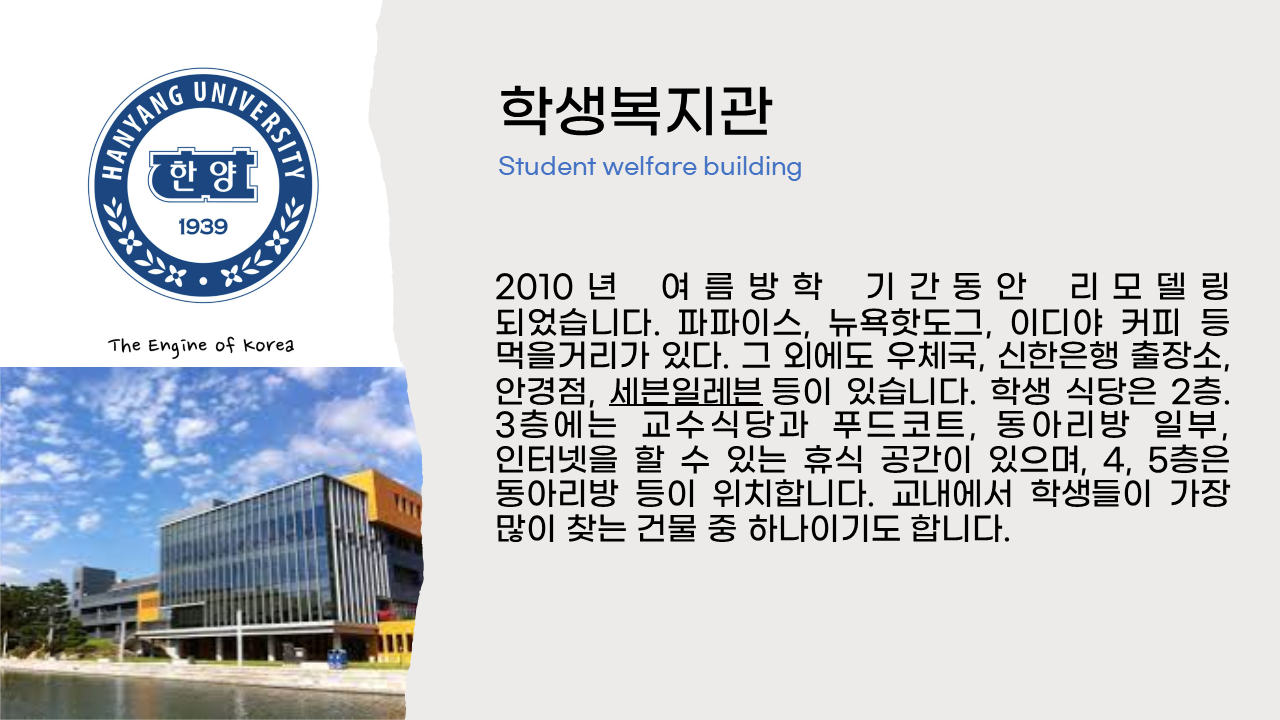 HANYANG UNIVERSITY
한양
1939
The Engine of Korea
학생복지관
Student welfare building
2010년 여름방학 기간동안 리모델링
되었습니다. 파파이스, 뉴욕핫도그, 이디야 커피 등
먹을거리가 있다. 그 외에도 우체국, 신한은행 출장소,
안경점, 세븐일레븐 등이 있습니다. 학생 식당은 2층.
3층에는 교수식당과 푸드코트, 동아리방 일부,
인터넷을 할 수 있는 휴식 공간이 있으며, 4, 5층은
동아리방 등이 위치합니다. 교내에서 학생들이 가장
많이 찾는 건물 중 하나이기도 합니다.